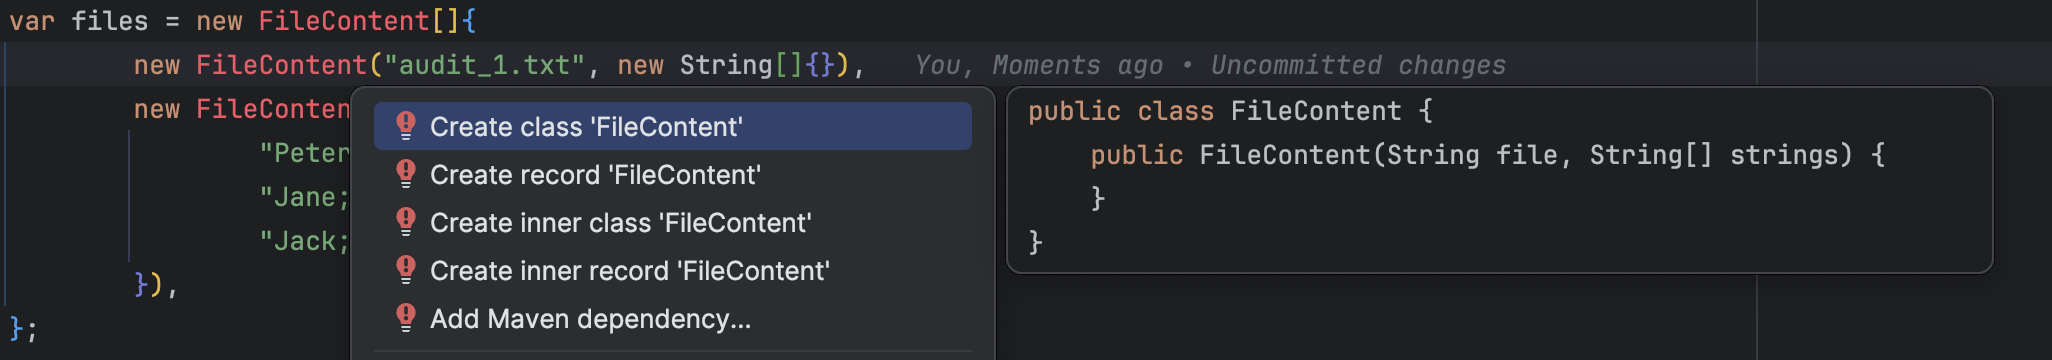 var files = new FileContent[]{
new FileContent("audit_1.txt", new String[]{}), You, Moments ago • Uncommitted changes
new FileConten
"Peter
"Jane;
"Jack;
}),
};
Create class 'FileContent'
Create record 'FileContent'
Create inner class 'FileContent'
Create inner record 'FileContent'
Add Maven dependency...
public class FileContent {
public FileContent(String file, String[] strings) {
}
}